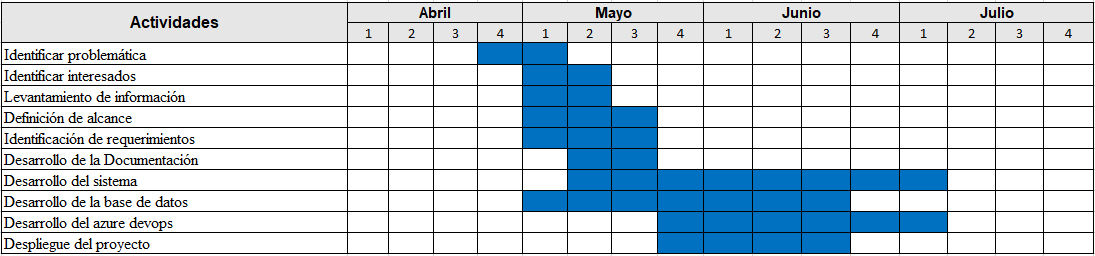 Actividades
Abril Mayo Junio Julio
1 2 3 4 1 2 3 4 1 2 3 4 1 2 3 4
Identificar problemática
Identificar interesados
Levantamiento de información
Definición de alcance
Identificación de requerimientos
Desarrollo de la Documentación
Desarrollo del sistema
Desarrollo de la base de datos
Desarrollo del azure devops
Despliegue del proyecto